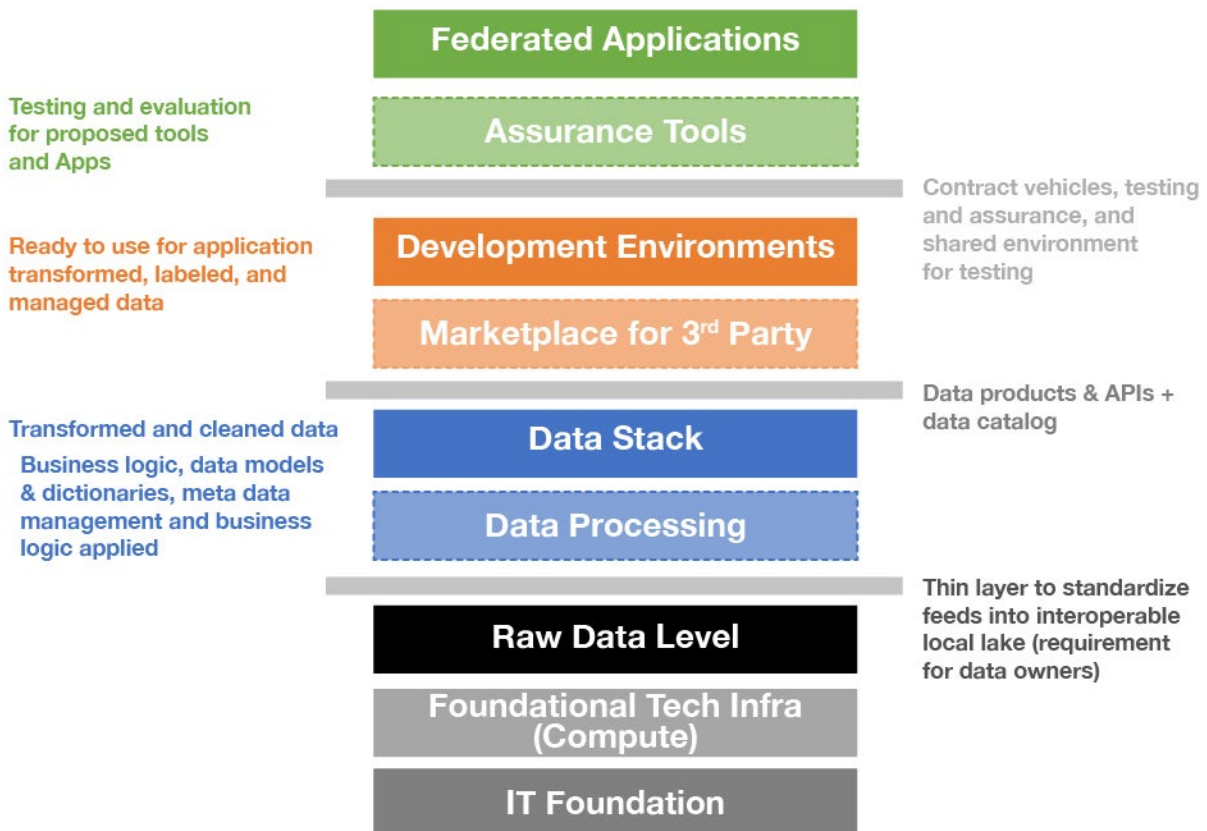 Federated Applications
Testing and evaluation
for proposed tools
and Apps
Assurance Tools
Contract vehicles, testing
and assurance, and
shared environment
for testing
Development Environments
Ready to use for application
transformed, labeled, and
managed data
Marketplace for 3rd Party
Data products & APIs +
data catalog
Data Stack
Transformed and cleaned data
Business logic, data models
& dictionaries, meta data
management and business
logic applied
Data Processing
Thin layer to standardize
feeds into interoperable
local lake (requirement
for data owners)
Raw Data Level
Foundational Tech Infra
(Compute)
IT Foundation